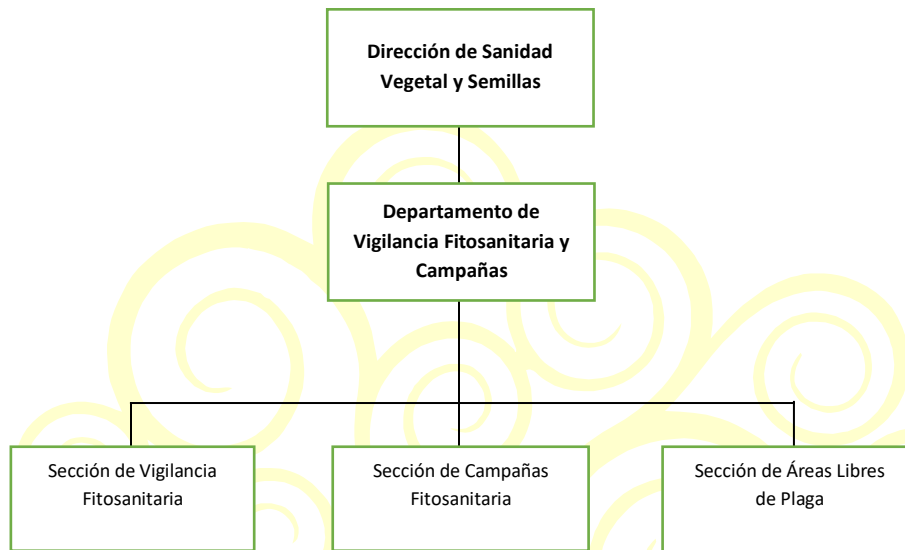 Dirección de Sanidad
Vegetal y Semillas
Departamento de
Vigilancia Fitosanitaria y
Campañas
Sección de Vigilancia
Fitosanitaria
Sección de Campañas
Fitosanitaria
Sección de Áreas Libres
de Plaga